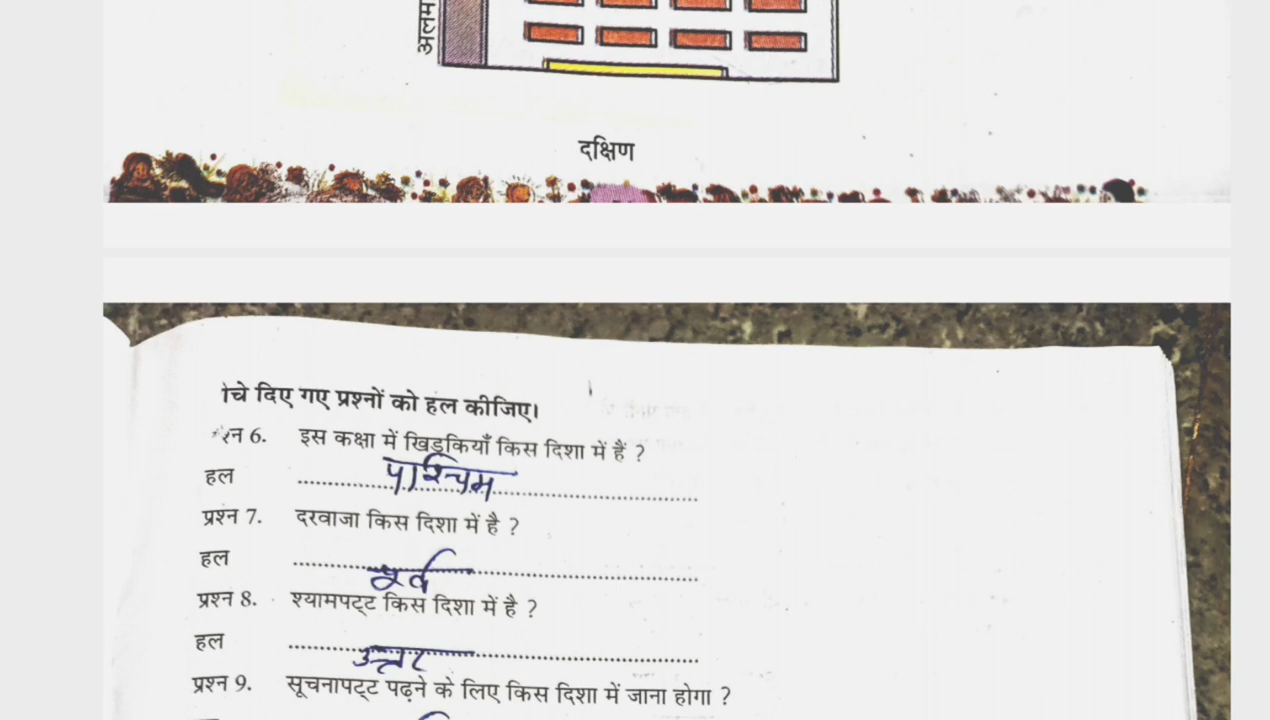 अलम
दक्षिण
चे दिए गए प्रश्नों को हल कीजिए।
न 6. इस कक्षा में खिड़कियाँ किस दिशा में हैं ?
हल पाश्चिम
प्रश्न 7. दरवाजा किस दिशा में है ?
हल पूर्व
प्रश्न 8. श्यामपट्ट किस दिशा में है ?
हल उत्तर
प्रश्न 9. सूचनापट्ट पढ़ने के लिए किस दिशा में जाना होगा ?